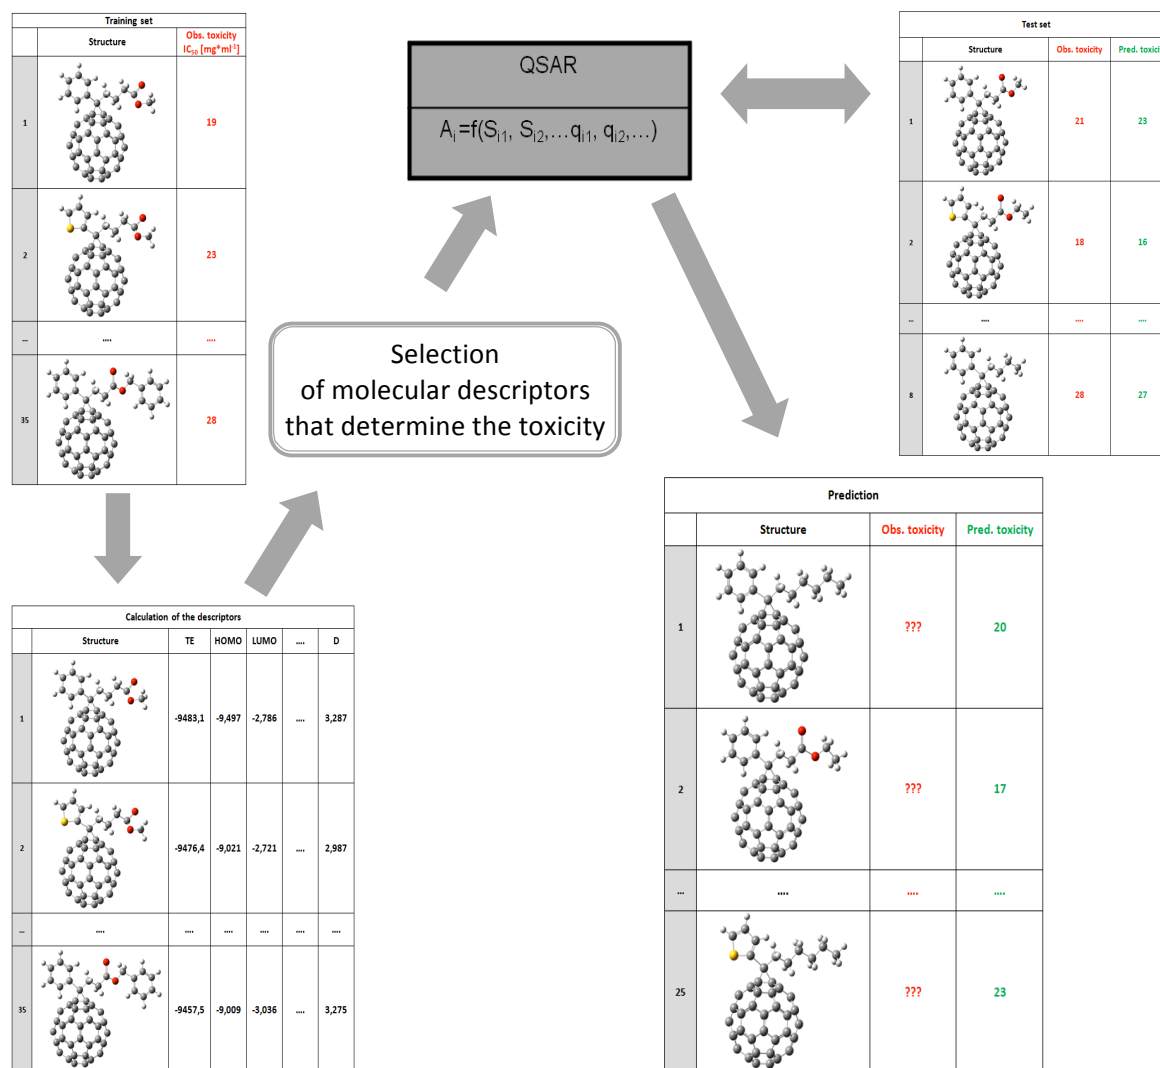 Training set
Structure
Obs. toxicity
IC₅₀ [mg*ml⁻¹]
1
19
2
23
...
....
....
35
28
QSAR
Aᵢ=f(Sᵢ₁, Sᵢ₂,...qᵢ₁, qᵢ₂,...)
Test set
Structure
Obs. toxicity
Pred. toxicit
1
21
23
2
18
16
...
....
....
....
8
28
27
Selection
of molecular descriptors
that determine the toxicity
Calculation of the descriptors
Structure
TE
HOMO
LUMO
....
D
1
-9483,1
-9,497
-2,786
....
3,287
2
-9476,4
-9,021
-2,721
....
2,987
...
....
....
....
....
....
....
35
-9457,5
-9,009
-3,036
....
3,275
Prediction
Structure
Obs. toxicity
Pred. toxicity
1
???
20
2
???
17
...
....
....
....
25
???
23